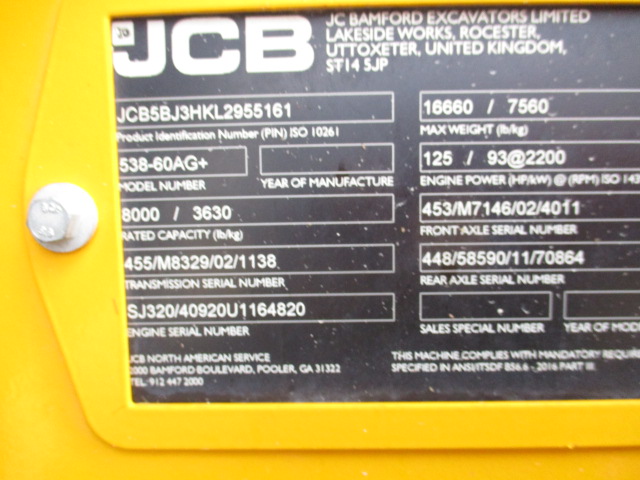 JCB
JC BAMFORD EXCAVATORS LIMITED
LAKESIDE WORKS, ROCESTER,
UTTOXETER, UNITED KINGDOM,
ST14 5JP
JCB5BJ3HKL2955161
Product Identification Number (PIN) ISO 10261
538-60AG+
MODEL NUMBER
YEAR OF MANUFACTURE
8000 / 3630
RATED CAPACITY (lb/kg)
455/M8329/02/1138
TRANSMISSION SERIAL NUMBER
SJ320/40920U1164820
ENGINE SERIAL NUMBER
JCB NORTH AMERICAN SERVICE
2000 BAMFORD BOULEVARD, POOLER, GA 31322
TEL: 912 447 2000
16660 / 7560
MAX WEIGHT (lb/kg)
125 / 93@2200
ENGINE POWER (HP/kW) @ (RPM) ISO 143
453/M7146/02/4011
FRONT AXLE SERIAL NUMBER
448/58590/11/70864
REAR AXLE SERIAL NUMBER
SALES SPECIAL NUMBER
YEAR OF MOD
THIS MACHINE COMPLIES WITH MANDATORY REQUIRE
SPECIFIED IN ANSI/ITSDF B56.6 - 2016 PART III